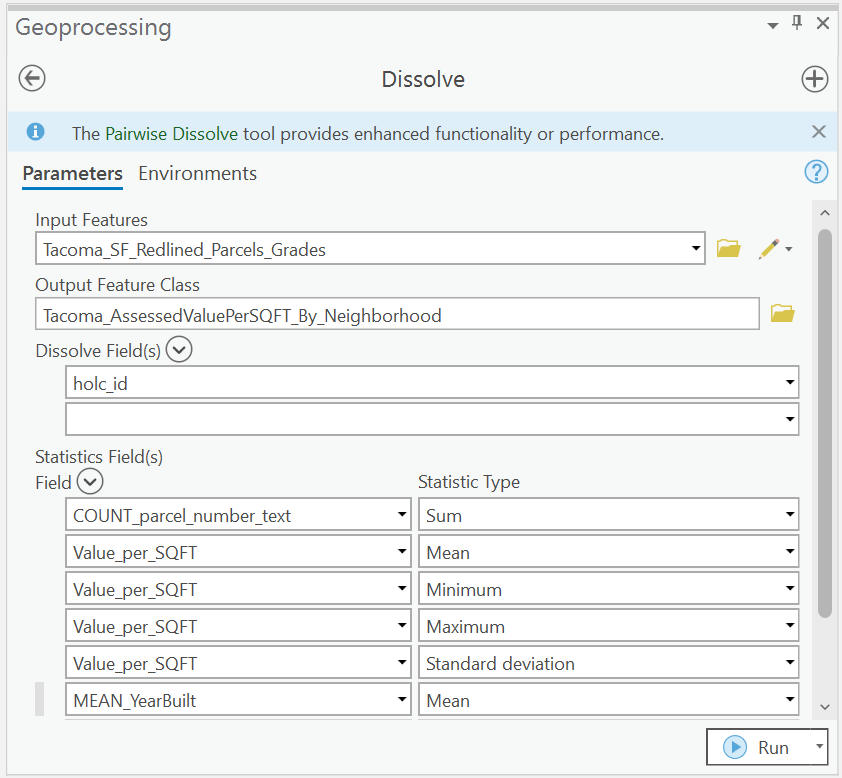 Geoprocessing
Dissolve
The Pairwise Dissolve tool provides enhanced functionality or performance.
Parameters Environments
Input Features
Tacoma_SF_Redlined_Parcels_Grades
Output Feature Class
Tacoma_AssessedValuePerSQFT_By_Neighborhood
Dissolve Field(s)
holc_id
Statistics Field(s)
Field Statistic Type
COUNT_parcel_number_text Sum
Value_per_SQFT Mean
Value_per_SQFT Minimum
Value_per_SQFT Maximum
Value_per_SQFT Standard deviation
MEAN_YearBuilt Mean
Run